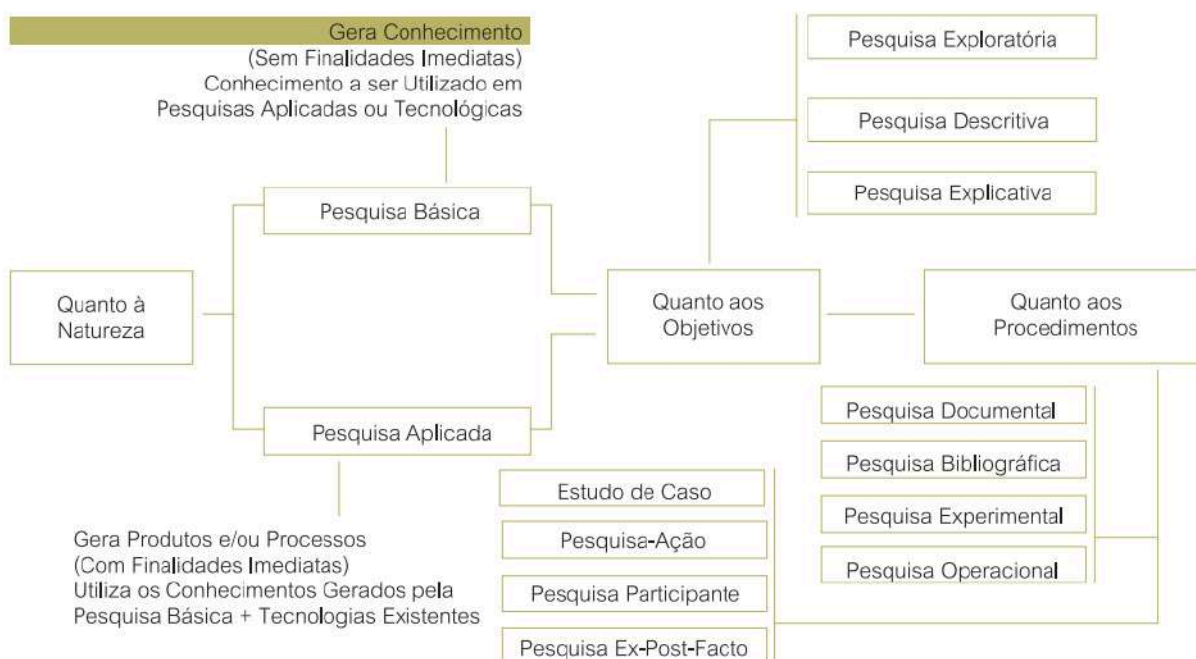 Gera Conhecimento
(Sem Finalidades Imediatas)
Conhecimento a ser Utilizado em
Pesquisas Aplicadas ou Tecnológicas
Pesquisa Exploratória
Pesquisa Descritiva
Pesquisa Explicativa
Pesquisa Básica
Quanto à
Natureza
Quanto aos
Objetivos
Quanto aos
Procedimentos
Pesquisa Aplicada
Gera Produtos e/ou Processos
(Com Finalidades Imediatas)
Utiliza os Conhecimentos Gerados pela
Pesquisa Básica + Tecnologias Existentes
Pesquisa Documental
Pesquisa Bibliográfica
Pesquisa Experimental
Pesquisa Operacional
Estudo de Caso
Pesquisa-Ação
Pesquisa Participante
Pesquisa Ex-Post-Facto